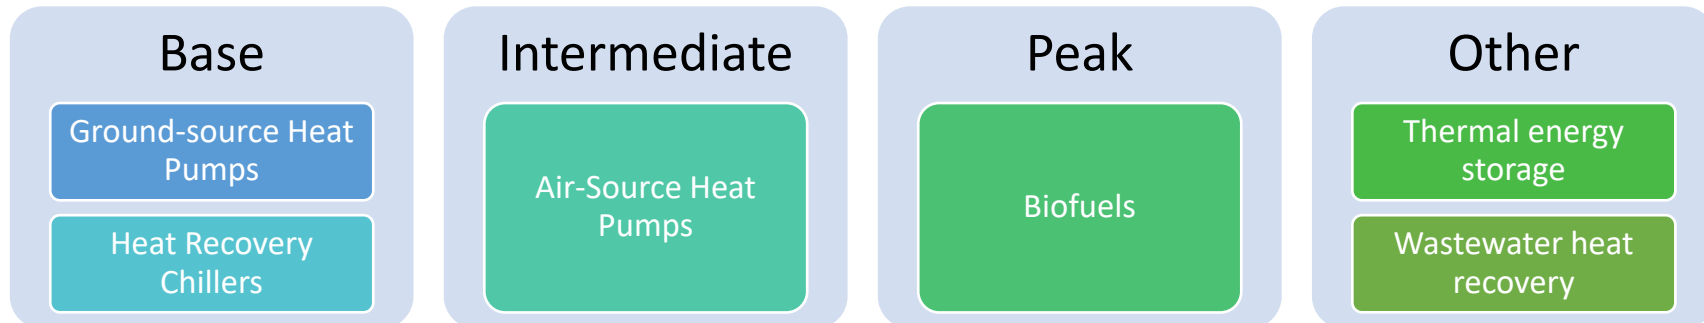 Base
Ground-source Heat
Pumps
Heat Recovery
Chillers
Intermediate
Air-Source Heat
Pumps
Peak
Biofuels
Other
Thermal energy
storage
Wastewater heat
recovery